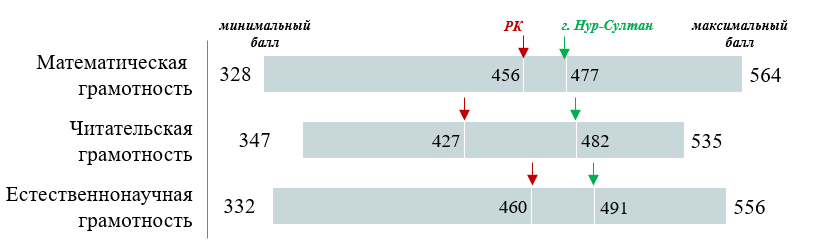 минимальный балл
РК
г. Нур-Султан
максимальный балл
Математическая
грамотность
328
456
477
564
Читательская
грамотность
347
427
482
535
Естественнонаучная
грамотность
332
460
491
556